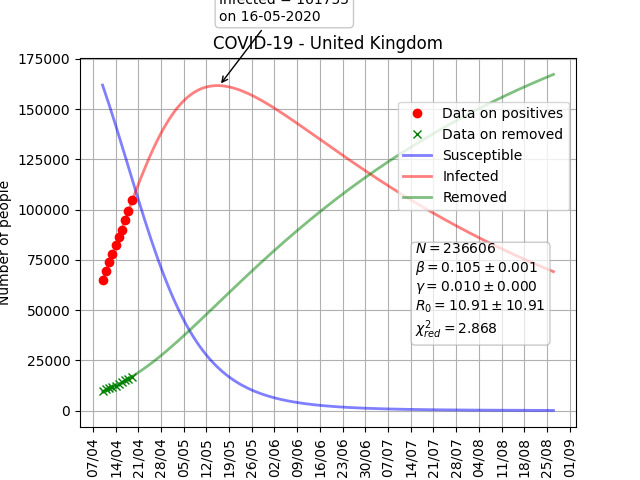 Infected = 161735
on 16-05-2020
COVID-19 - United Kingdom
Number of people
175000
150000
125000
100000
75000
50000
25000
0
Data on positives
Data on removed
Susceptible
Infected
Removed
N = 236606
β = 0.105 ± 0.001
γ = 0.010 ± 0.000
R₀ = 10.91 ± 10.91
χ²red = 2.868
07/04
14/04
21/04
28/04
05/05
12/05
19/05
26/05
02/06
09/06
16/06
23/06
30/06
07/07
14/07
21/07
28/07
04/08
11/08
18/08
25/08
01/09